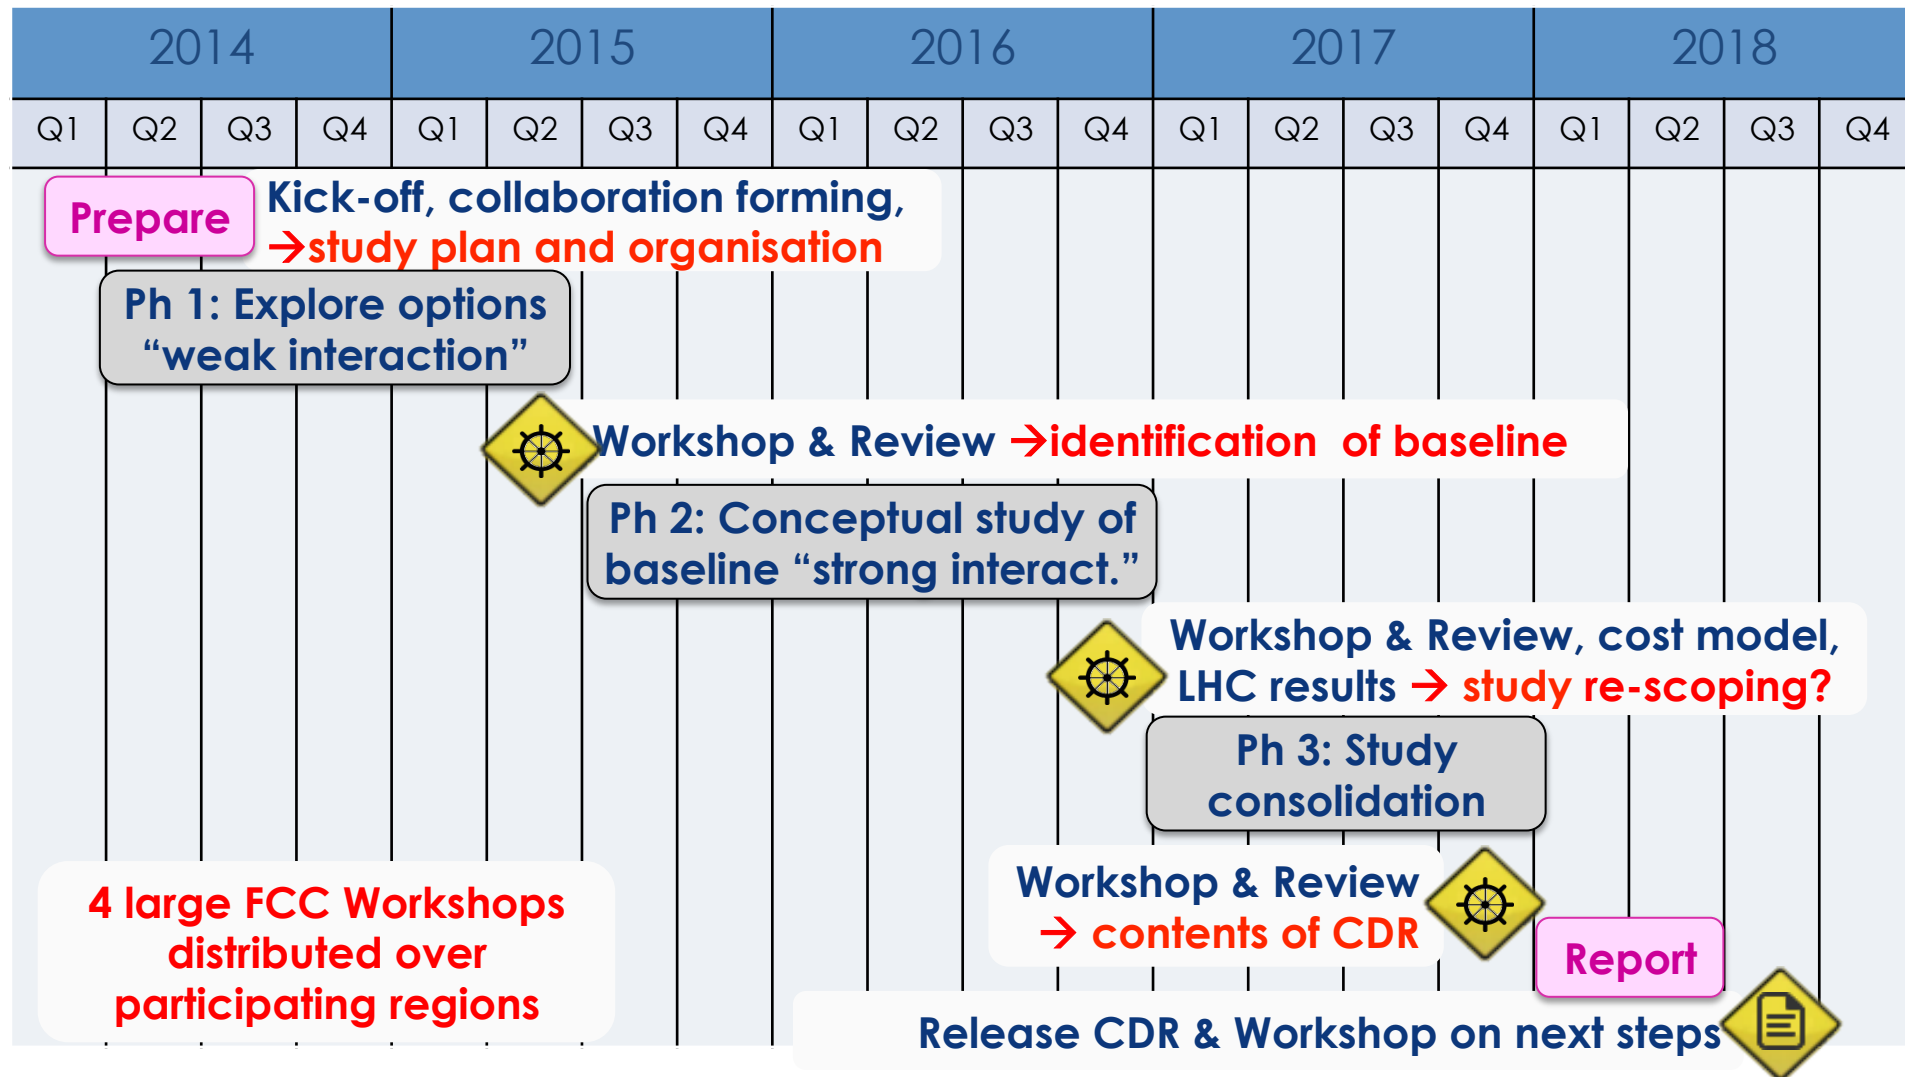 2014 2015 2016 2017 2018
Q1 Q2 Q3 Q4 Q1 Q2 Q3 Q4 Q1 Q2 Q3 Q4 Q1 Q2 Q3 Q4 Q1 Q2 Q3 Q4
Prepare
Kick-off, collaboration forming,
→study plan and organisation
Ph 1: Explore options
“weak interaction”
Workshop & Review →identification of baseline
Ph 2: Conceptual study of
baseline “strong interact.”
Workshop & Review, cost model,
LHC results → study re-scoping?
Ph 3: Study
consolidation
4 large FCC Workshops
distributed over
participating regions
Workshop & Review
→ contents of CDR
Report
Release CDR & Workshop on next steps